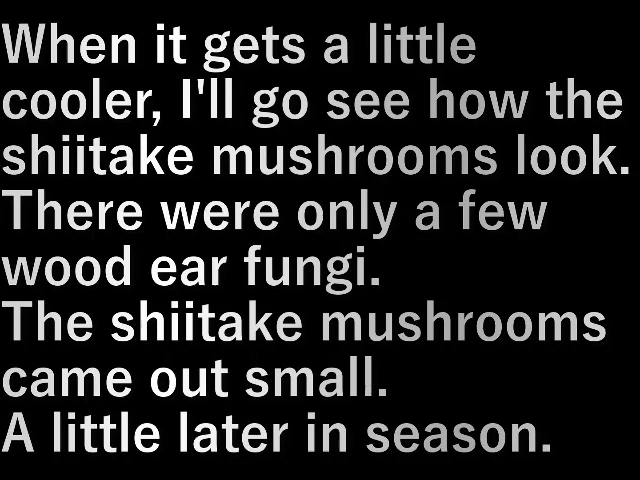 When it gets a little
cooler, I'll go see how the
shiitake mushrooms look.
There were only a few
wood ear fungi.
The shiitake mushrooms
came out small.
A little later in season.